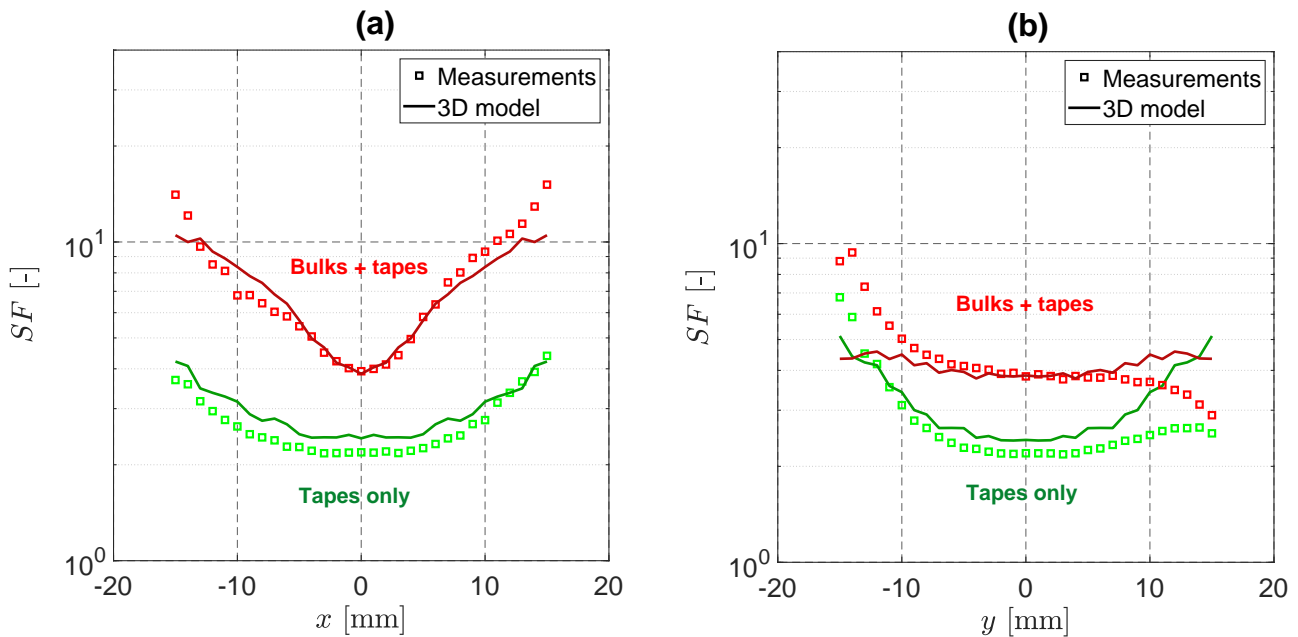 (a)
Measurements
3D model
Bulks + tapes
Tapes only
10^1
10^0
SF [-]
-20 -10 0 10 20
x [mm]
(b)
Measurements
3D model
Bulks + tapes
Tapes only
10^1
10^0
SF [-]
-20 -10 0 10 20
y [mm]